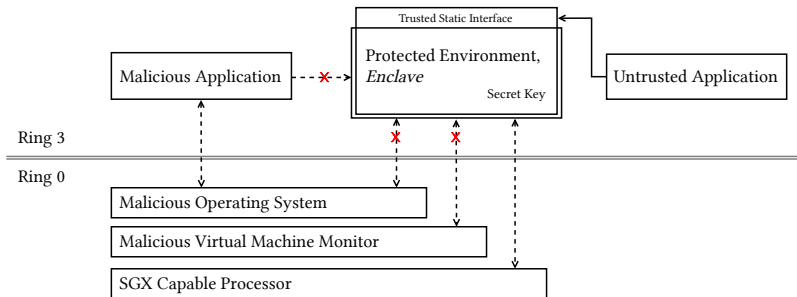 Trusted Static Interface
Malicious Application
X
Protected Environment,
Enclave
Secret Key
Untrusted Application
X
X
Ring 3
Ring 0
Malicious Operating System
Malicious Virtual Machine Monitor
SGX Capable Processor